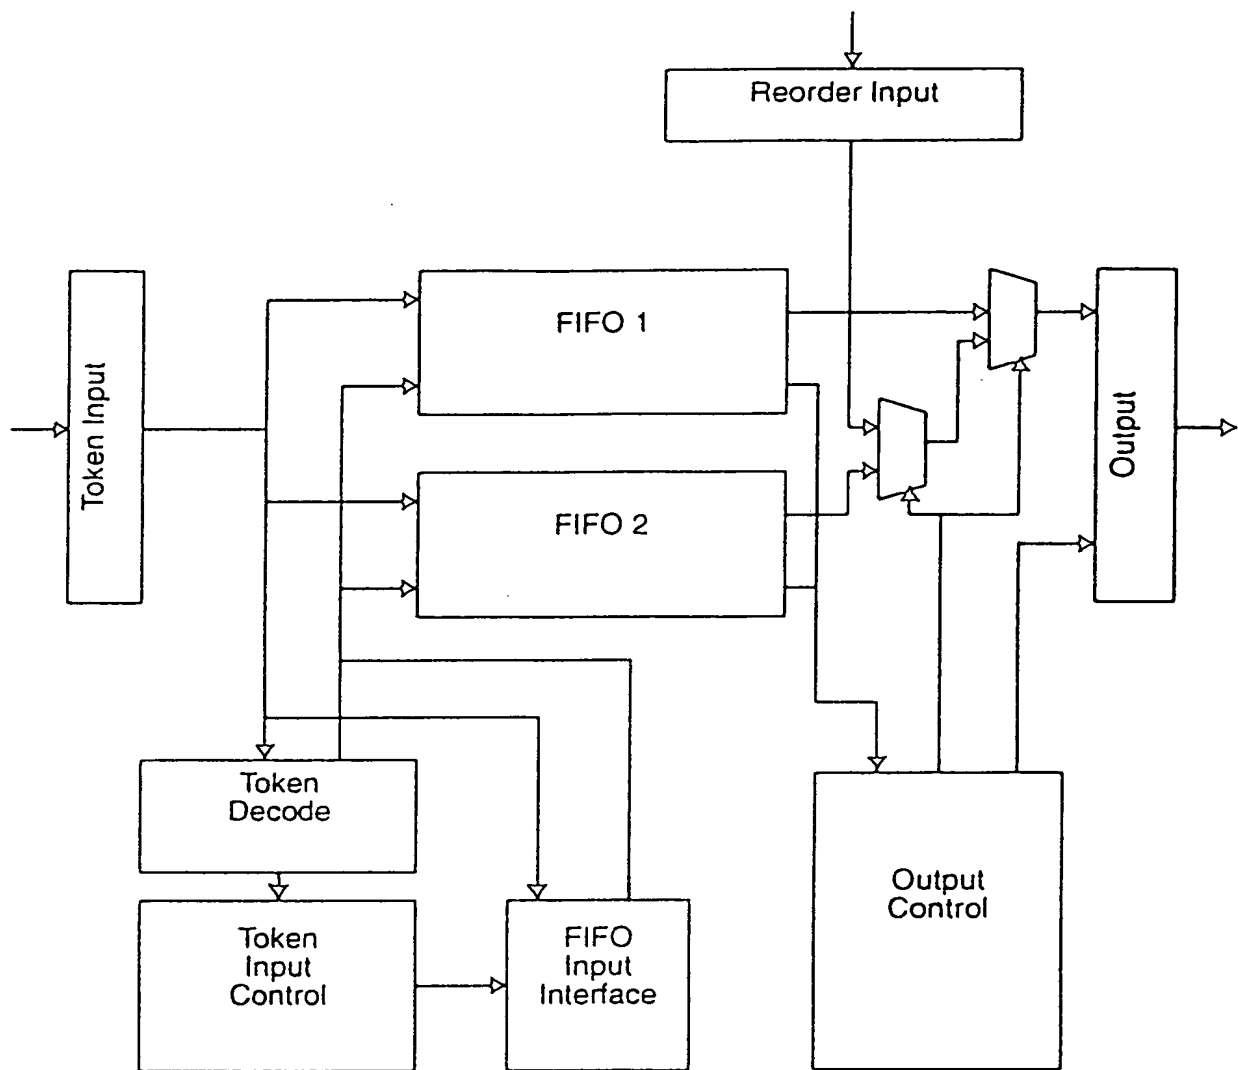 Reorder Input
Token Input
FIFO 1
FIFO 2
Output
Token
Decode
Token
Input
Control
FIFO
Input
Interface
Output
Control